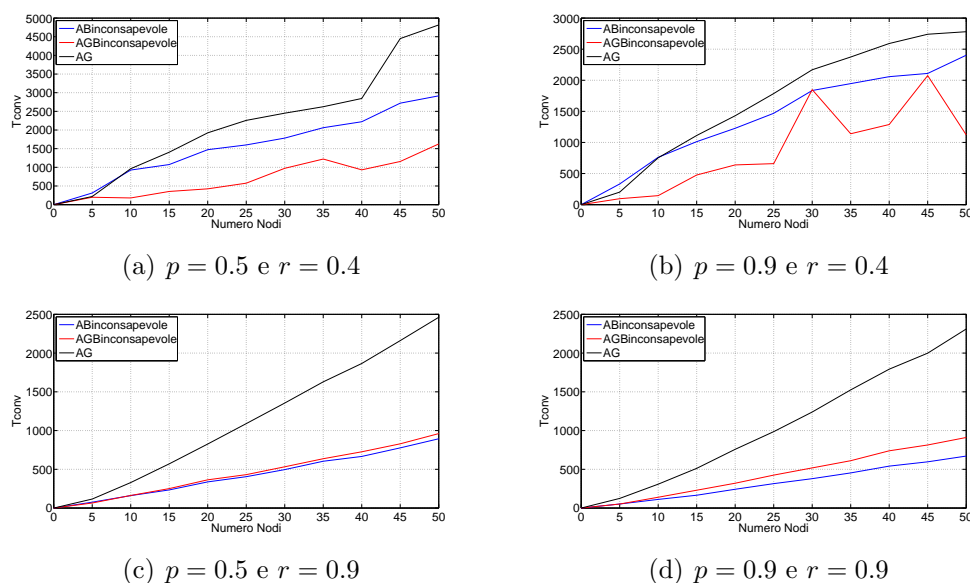 5000
4500
4000
3500
3000
2500
2000
1500
1000
500
0
Tconv
ABinconsapevole
AGBinconsapevole
AG
0 5 10 15 20 25 30 35 40 45 50
Numero Nodi
(a) p = 0.5 e r = 0.4
3000
2500
2000
1500
1000
500
0
Tconv
ABinconsapevole
AGBinconsapevole
AG
0 5 10 15 20 25 30 35 40 45 50
Numero Nodi
(b) p = 0.9 e r = 0.4
2500
2000
1500
1000
500
0
Tconv
ABinconsapevole
AGBinconsapevole
AG
0 5 10 15 20 25 30 35 40 45 50
Numero Nodi
(c) p = 0.5 e r = 0.9
2500
2000
1500
1000
500
0
Tconv
ABinconsapevole
AGBinconsapevole
AG
0 5 10 15 20 25 30 35 40 45 50
Numero Nodi
(d) p = 0.9 e r = 0.9